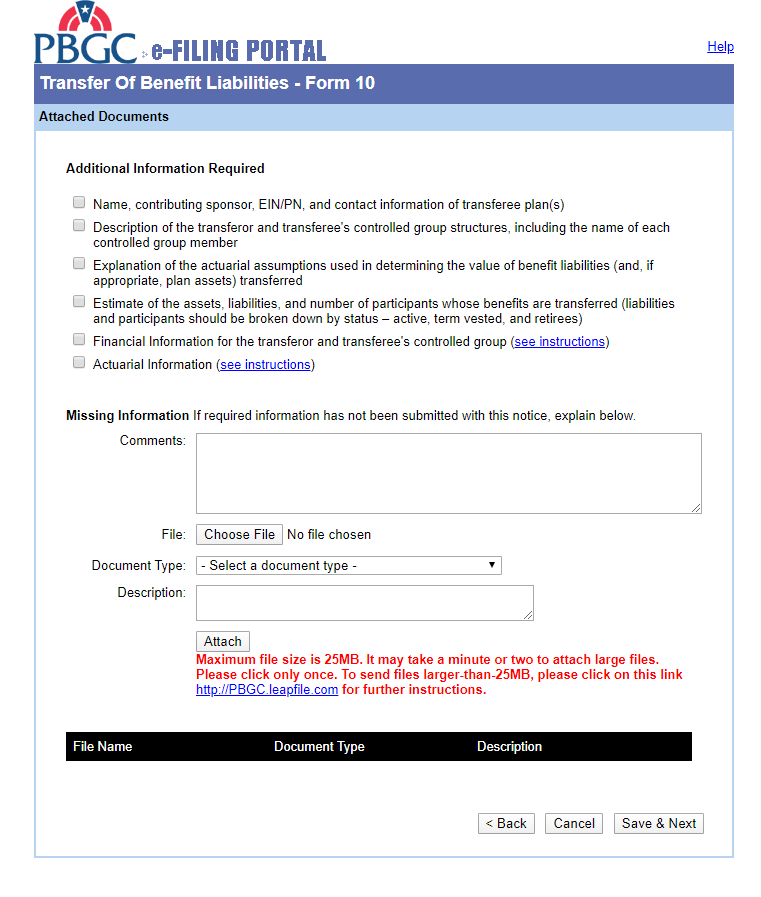 PBGC e-FILING PORTAL
Help
Transfer Of Benefit Liabilities - Form 10
Attached Documents
Additional Information Required
Name, contributing sponsor, EIN/PN, and contact information of transferee plan(s)
Description of the transferor and transferee's controlled group structures, including the name of each
controlled group member
Explanation of the actuarial assumptions used in determining the value of benefit liabilities (and, if
appropriate, plan assets) transferred
Estimate of the assets, liabilities, and number of participants whose benefits are transferred (liabilities
and participants should be broken down by status – active, term vested, and retirees)
Financial Information for the transferor and transferee's controlled group (see instructions)
Actuarial Information (see instructions)
Missing Information If required information has not been submitted with this notice, explain below.
Comments:
File: Choose File No file chosen
Document Type: - Select a document type -
Description:
Attach
Maximum file size is 25MB. It may take a minute or two to attach large files.
Please click only once. To send files larger-than-25MB, please click on this link
http://PBGC.leapfile.com for further instructions.
File Name Document Type Description
< Back Cancel Save & Next